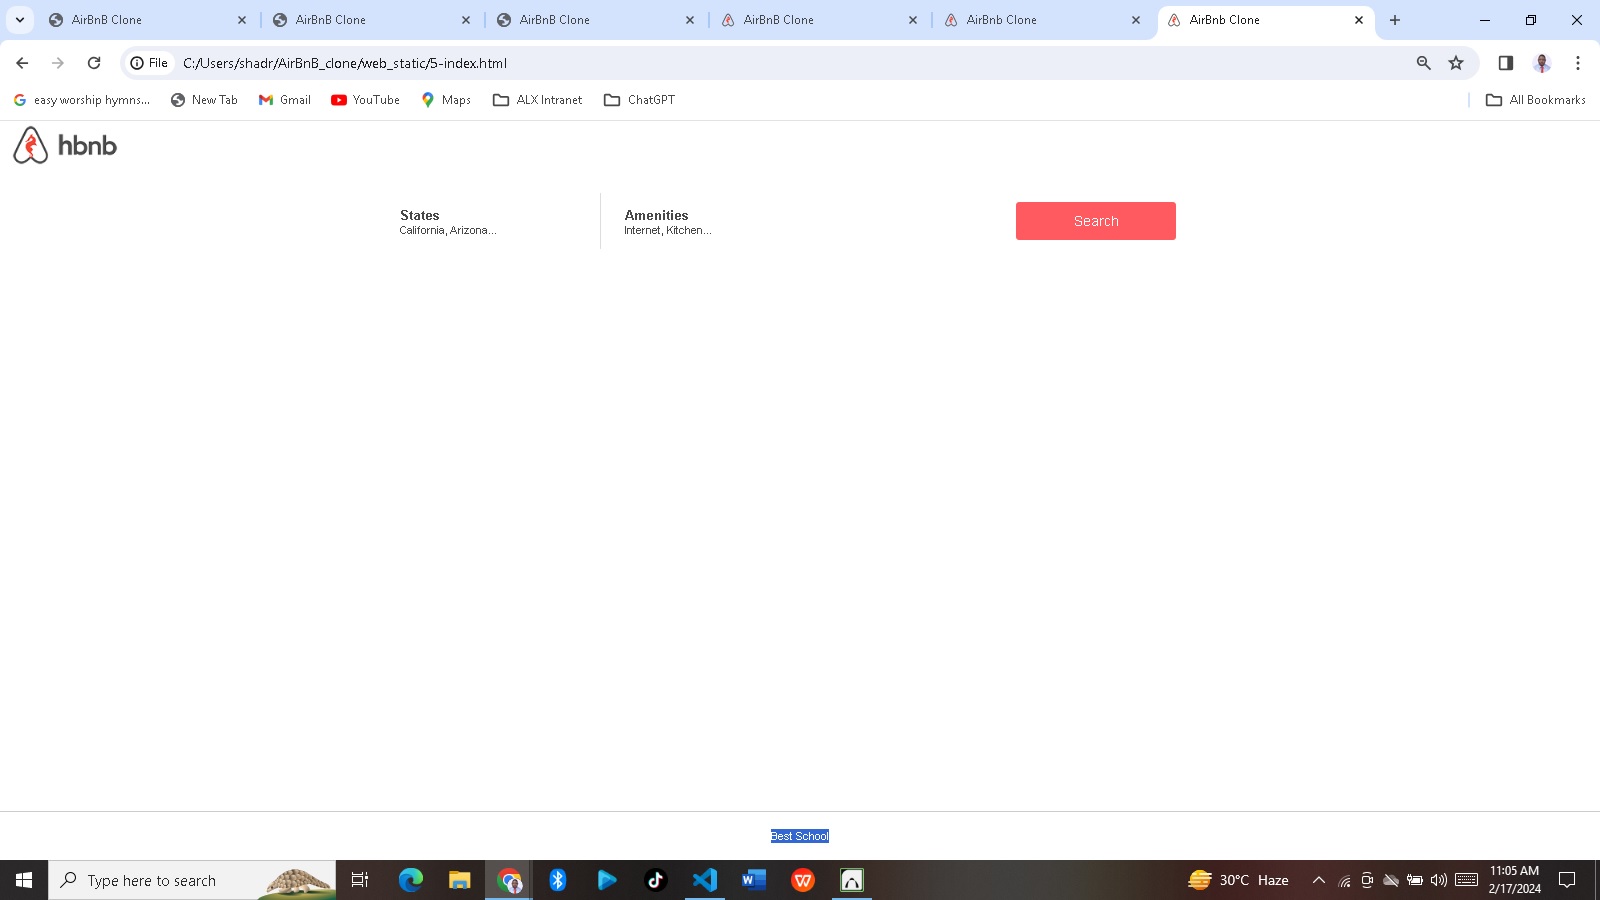 AirBnB Clone
AirBnB Clone
AirBnB Clone
AirBnB Clone
AirBnb Clone
AirBnb Clone
File C:/Users/shadr/AirBnB_clone/web_static/5-index.html
easy worship hymns... New Tab Gmail YouTube Maps ALX Intranet ChatGPT All Bookmarks
hbnb
States
California, Arizona...
Amenities
Internet, Kitchen...
Search
Best School
Type here to search
30°C Haze
11:05 AM
2/17/2024